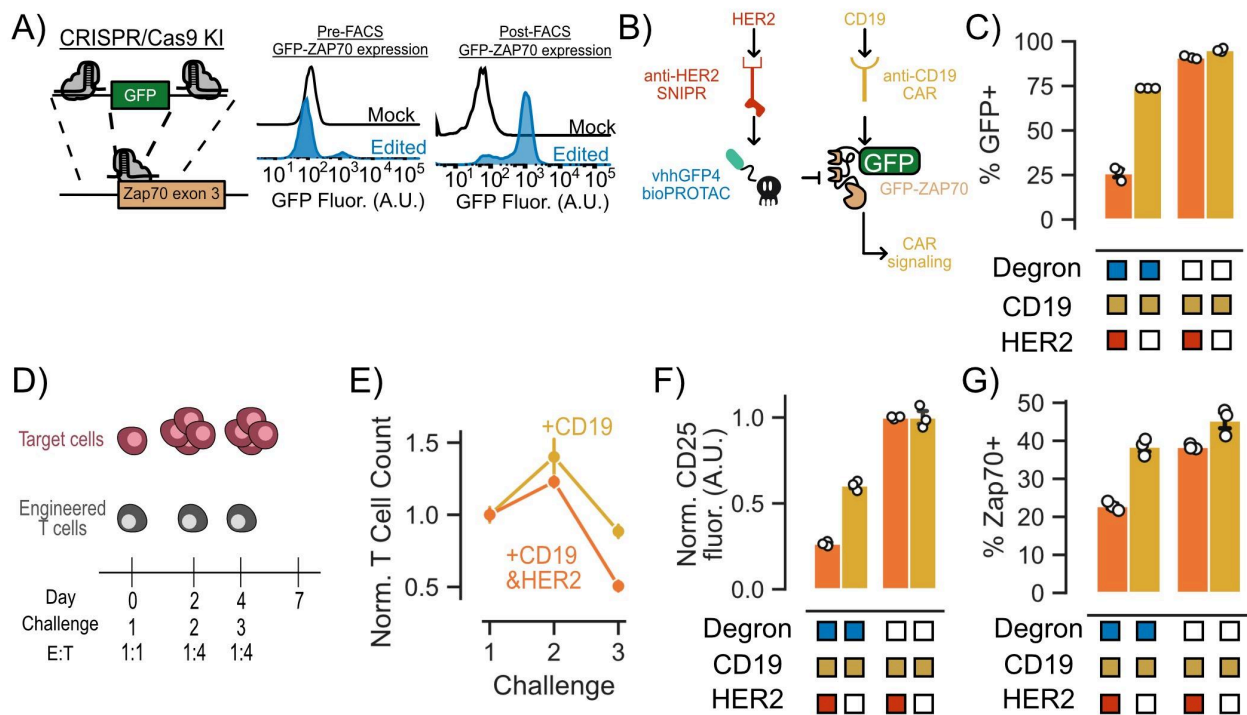 A)
CRISPR/Cas9 KI
GFP
Zap70 exon 3
Pre-FACS
GFP-ZAP70 expression
Mock
Edited
10¹ 10² 10³ 10⁴ 10⁵
GFP Fluor. (A.U.)
Post-FACS
GFP-ZAP70 expression
Mock
Edited
10¹ 10² 10³ 10⁴ 10⁵
GFP Fluor. (A.U.)
B)
HER2
CD19
anti-HER2
SNIPR
anti-CD19
CAR
vhhGFP4
bioPROTAC
GFP
GFP-ZAP70
CAR
signaling
C)
% GFP+
100
75
50
25
0
Degron
CD19
HER2
D)
Target cells
Engineered
T cells
Day 0 2 4 7
Challenge 1 2 3
E:T 1:1 1:4 1:4
E)
Norm. T Cell Count
1.5
1.0
0.5
+CD19
+CD19
&HER2
1 2 3
Challenge
F)
Norm. CD25
fluor. (A.U.)
1.0
0.5
0.0
Degron
CD19
HER2
G)
% Zap70+
50
40
30
20
10
0
Degron
CD19
HER2